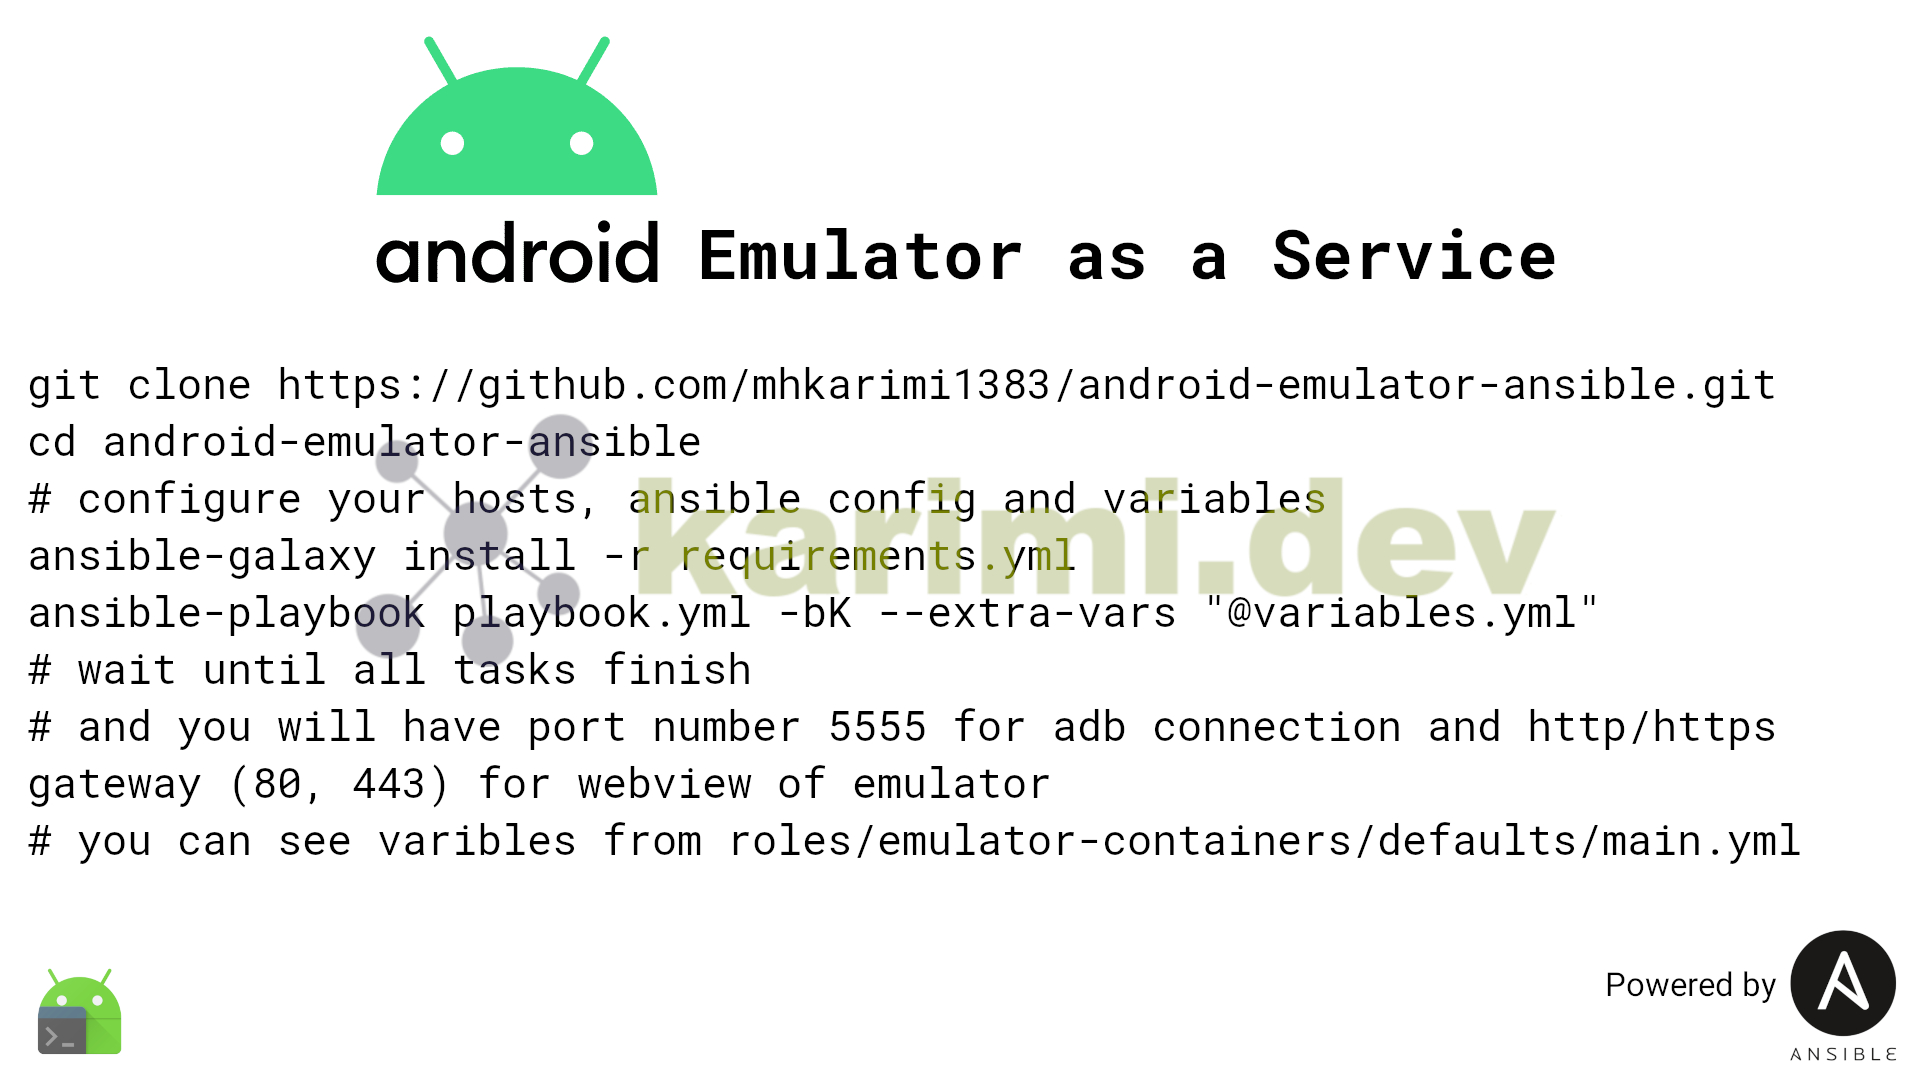 android Emulator as a Service
git clone https://github.com/mhkarimi1383/android-emulator-ansible.git
cd android-emulator-ansible
# configure your hosts, ansible config and variables
ansible-galaxy install -r requirements.yml
ansible-playbook playbook.yml -bK --extra-vars "@variables.yml"
# wait until all tasks finish
# and you will have port number 5555 for adb connection and http/https
gateway (80, 443) for webview of emulator
# you can see varibles from roles/emulator-containers/defaults/main.yml
karimi.dev
>_
Powered by
ANSIBLE